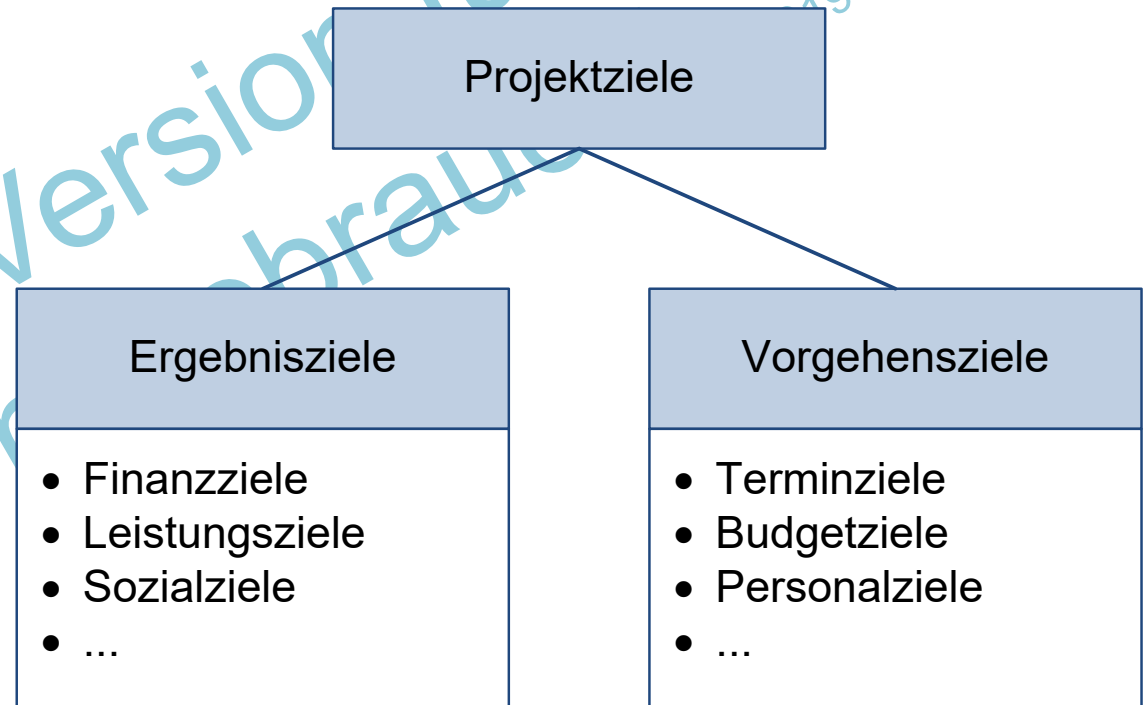 Projektziele
Ergebnisziele
• Finanzziele
• Leistungsziele
• Sozialziele
• ...
Vorgehensziele
• Terminziele
• Budgetziele
• Personalziele
• ...